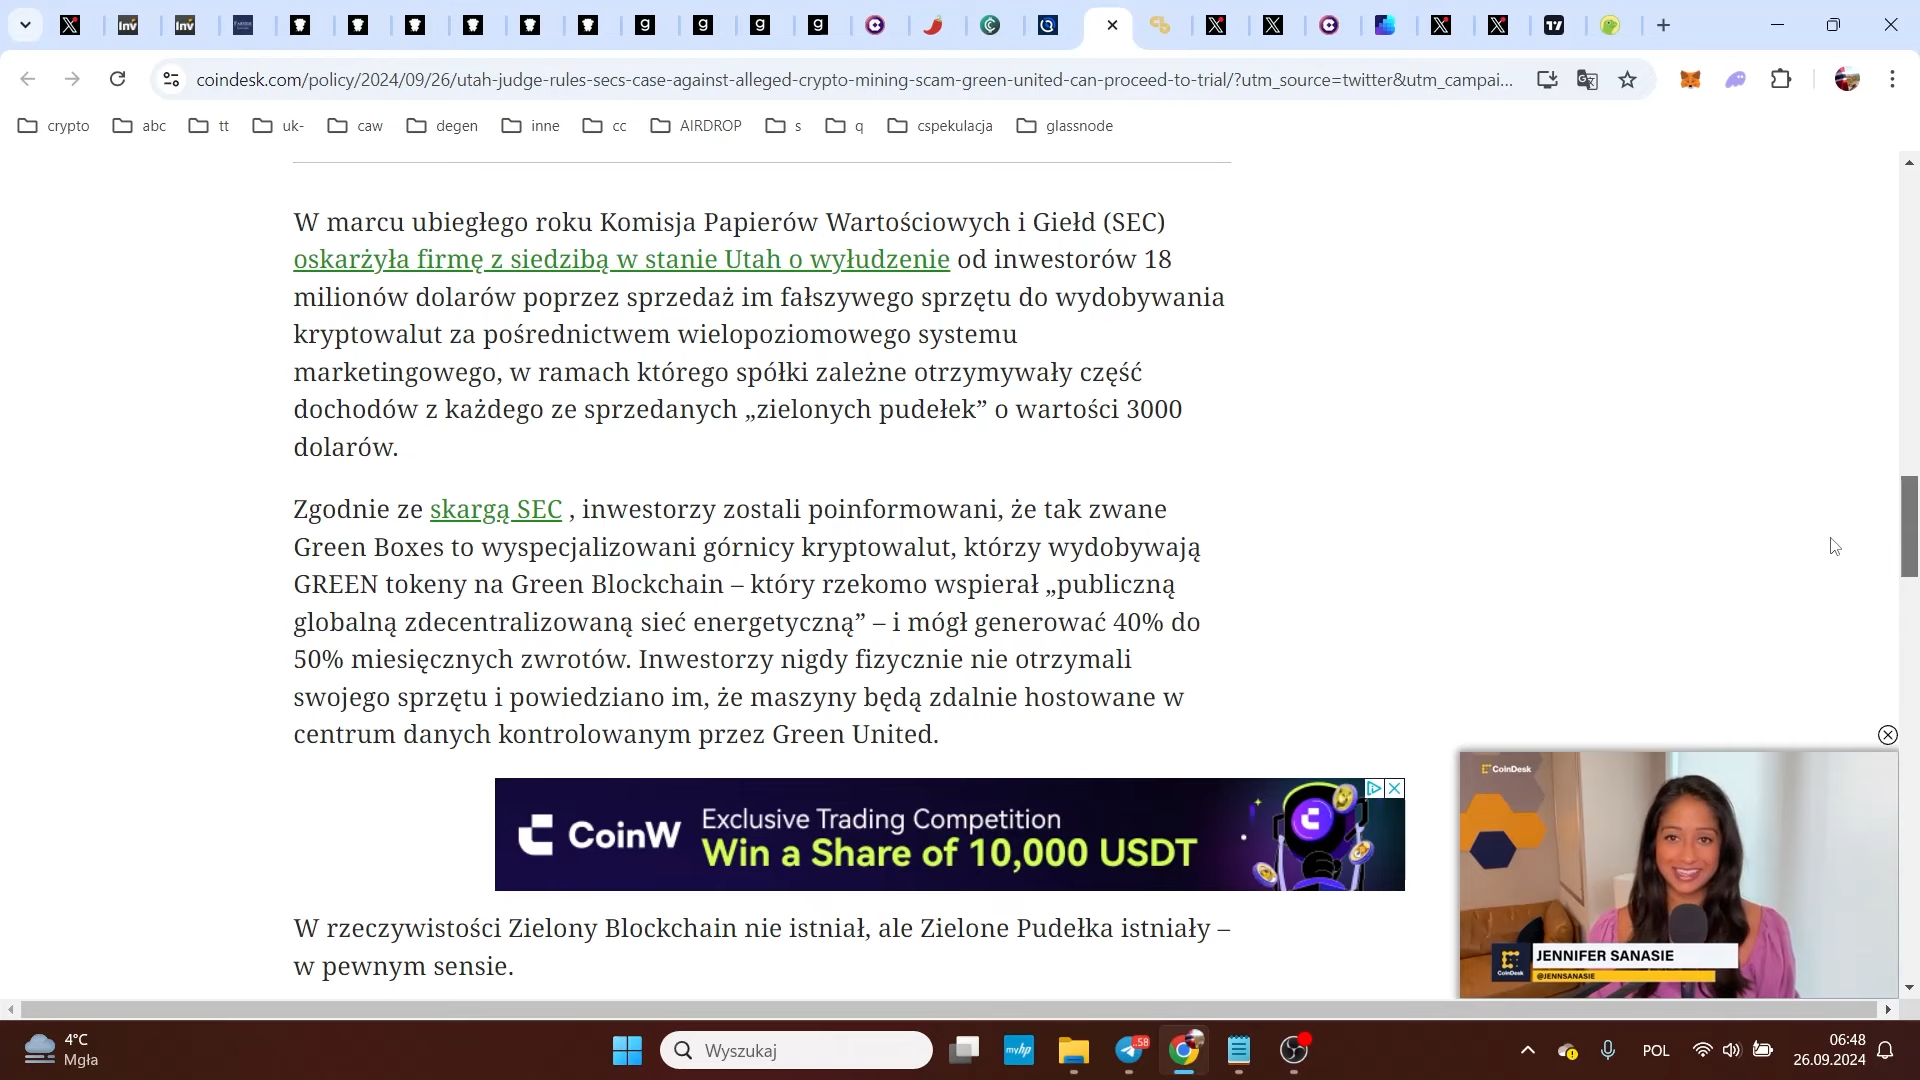 coindesk.com/policy/2024/09/26/utah-judge-rules-secs-case-against-alleged-crypto-mining-scam-green-united-can-proceed-to-trial/?utm_source=twitter&utm_campai...
crypto abc tt uk- caw degen inne cc AIRDROP s q cspekulacja glassnode
W marcu ubiegłego roku Komisja Papierów Wartościowych i Giełd (SEC)
oskarżyła firmę z siedzibą w stanie Utah o wyłudzenie od inwestorów 18
milionów dolarów poprzez sprzedaż im fałszywego sprzętu do wydobywania
kryptowalut za pośrednictwem wielopoziomowego systemu
marketingowego, w ramach którego spółki zależne otrzymywały część
dochodów z każdego ze sprzedanych „zielonych pudełek” o wartości 3000
dolarów.
Zgodnie ze skargą SEC , inwestorzy zostali poinformowani, że tak zwane
Green Boxes to wyspecjalizowani górnicy kryptowalut, którzy wydobywają
GREEN tokeny na Green Blockchain – który rzekomo wspierał „publiczną
globalną zdecentralizowaną sieć energetyczną” – i mógł generować 40% do
50% miesięcznych zwrotów. Inwestorzy nigdy fizycznie nie otrzymali
swojego sprzętu i powiedziano im, że maszyny będą zdalnie hostowane w
centrum danych kontrolowanym przez Green United.
CoinW
Exclusive Trading Competition
Win a Share of 10,000 USDT
W rzeczywistości Zielony Blockchain nie istniał, ale Zielone Pudełka istniały –
w pewnym sensie.
CoinDesk
CoinDesk
JENNIFER SANASIE
@JENNSANASIE
4°C
Mgła
Wyszukaj
myhp
58
POL
06:48
26.09.2024